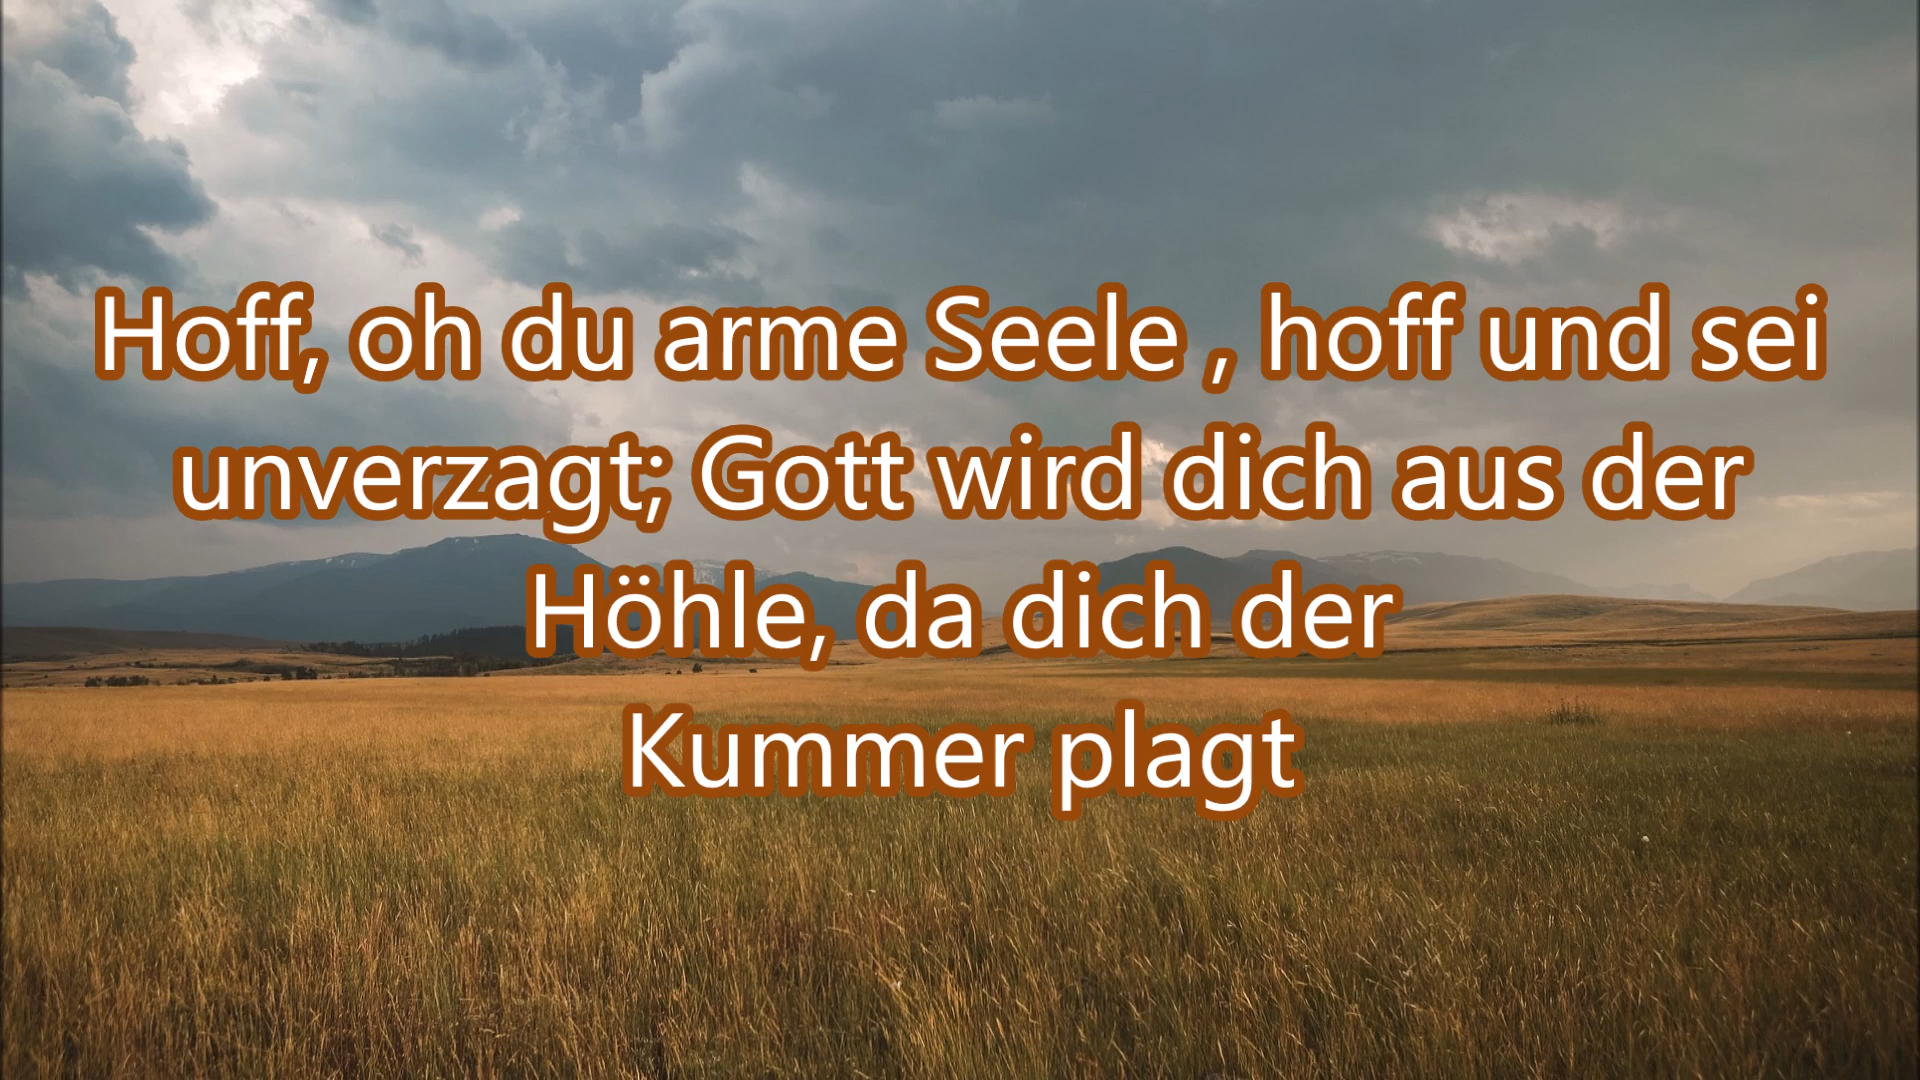 Hoff, oh du arme Seele , hoff und sei
unverzagt; Gott wird dich aus der
Höhle, da dich der
Kummer plagt